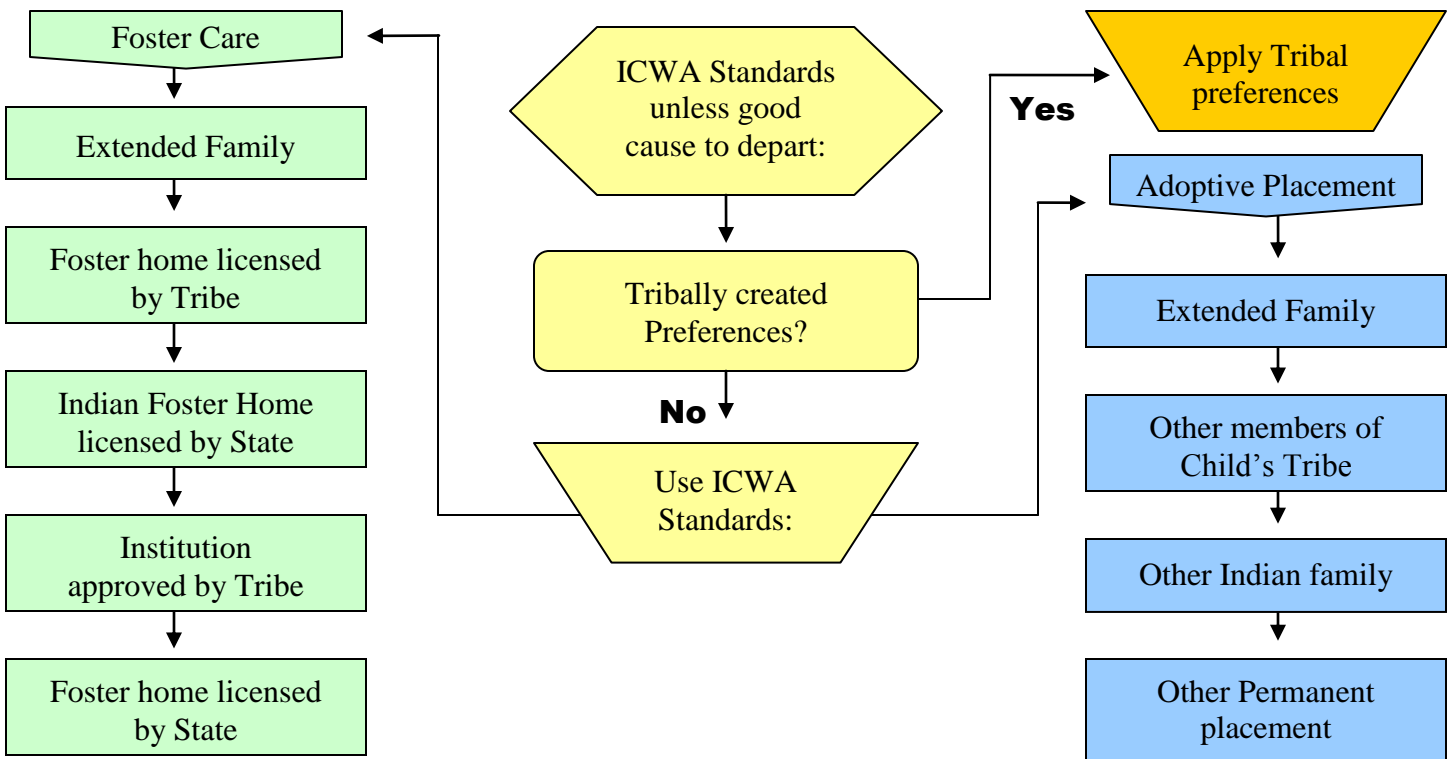 Foster Care
Extended Family
Foster home licensed
by Tribe
Indian Foster Home
licensed by State
Institution
approved by Tribe
Foster home licensed
by State
ICWA Standards
unless good
cause to depart:
Tribally created
Preferences?
Yes
No
Use ICWA
Standards:
Apply Tribal
preferences
Adoptive Placement
Extended Family
Other members of
Child’s Tribe
Other Indian family
Other Permanent
placement